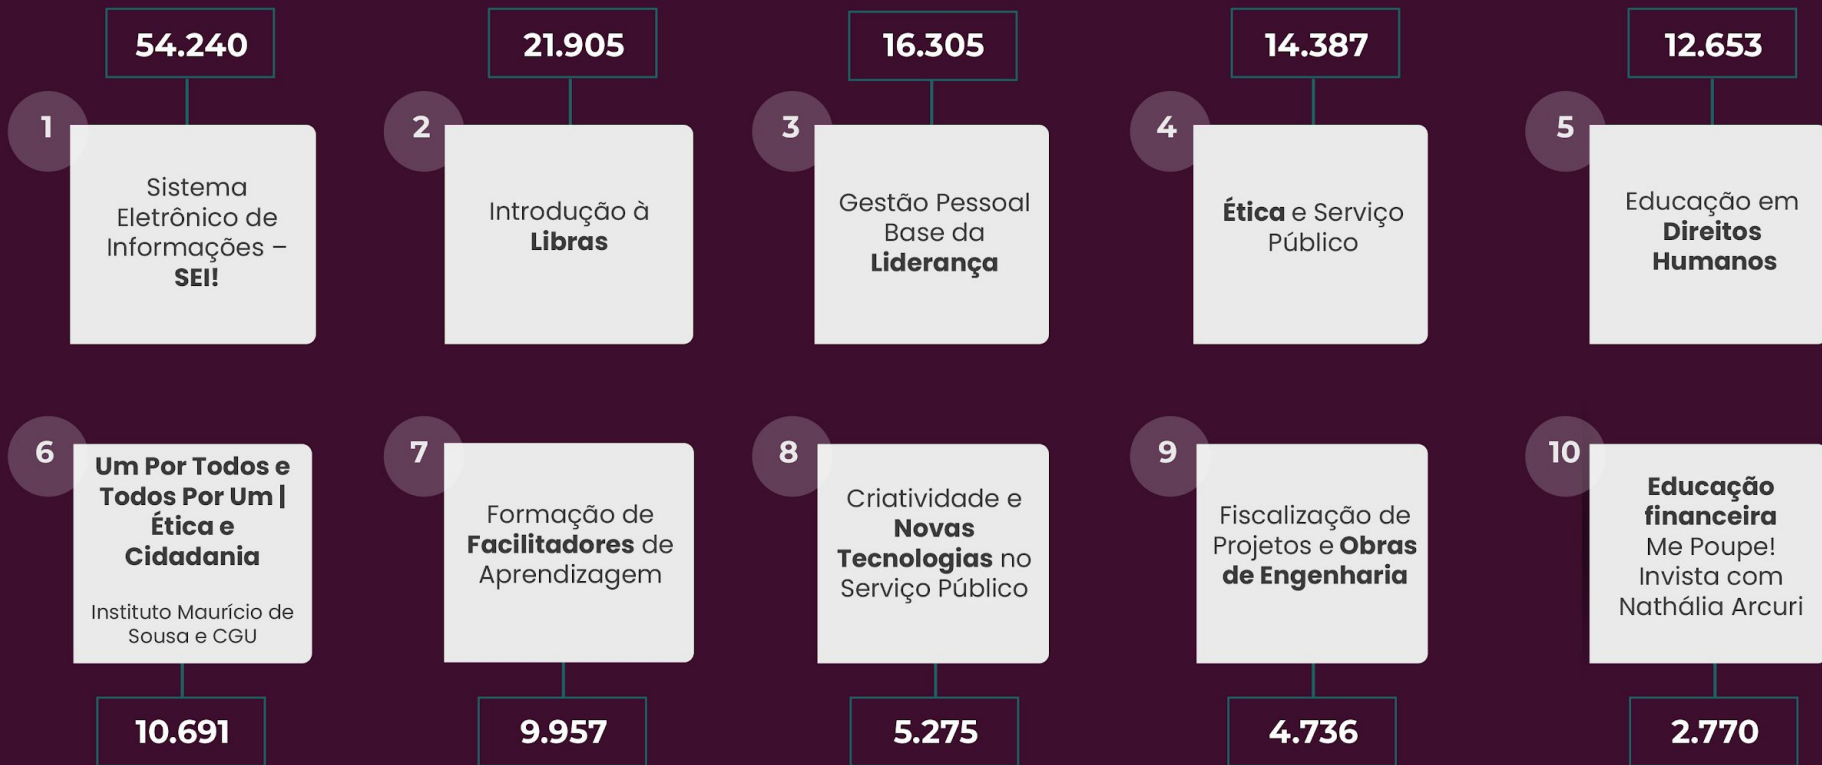 54.240
21.905
16.305
14.387
12.653
1
Sistema
Eletrônico de
Informações –
SEI!
2
Introdução à
Libras
3
Gestão Pessoal
Base da
Liderança
4
Ética e Serviço
Público
5
Educação em
Direitos
Humanos
6
Um Por Todos e
Todos Por Um |
Ética e
Cidadania
Instituto Maurício de
Sousa e CGU
7
Formação de
Facilitadores de
Aprendizagem
8
Criatividade e
Novas
Tecnologias no
Serviço Público
9
Fiscalização de
Projetos e Obras
de Engenharia
10
Educação
financeira
Me Poupe!
Invista com
Nathália Arcuri
10.691
9.957
5.275
4.736
2.770